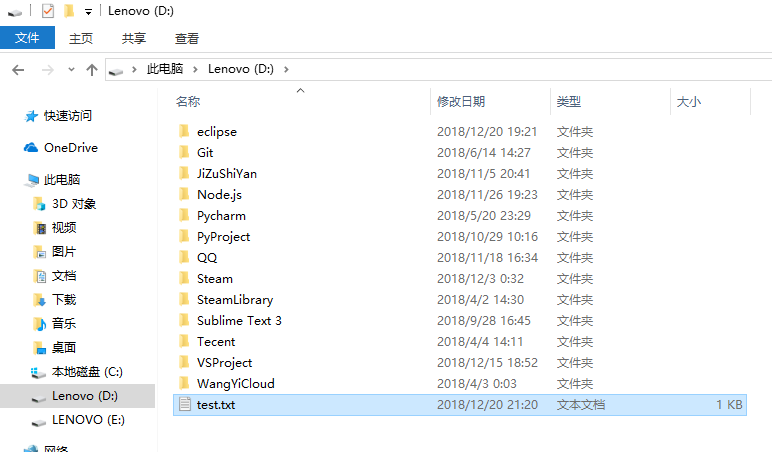 Lenovo (D:)
文件 主页 共享 查看
此电脑 Lenovo (D:)
名称 修改日期 类型 大小
快速访问
OneDrive
此电脑
3D 对象
视频
图片
文档
下载
音乐
桌面
本地磁盘 (C:)
Lenovo (D:)
LENOVO (E:)
网络
eclipse 2018/12/20 19:21 文件夹
Git 2018/6/14 14:27 文件夹
JiZuShiYan 2018/11/5 20:41 文件夹
Node.js 2018/11/26 19:23 文件夹
Pycharm 2018/5/20 23:29 文件夹
PyProject 2018/10/29 10:16 文件夹
QQ 2018/11/18 16:34 文件夹
Steam 2018/12/3 0:32 文件夹
SteamLibrary 2018/4/2 14:30 文件夹
Sublime Text 3 2018/9/28 16:45 文件夹
Tecent 2018/4/4 14:11 文件夹
VSProject 2018/12/15 18:52 文件夹
WangYiCloud 2018/4/3 0:03 文件夹
test.txt 2018/12/20 21:20 文本文档 1 KB